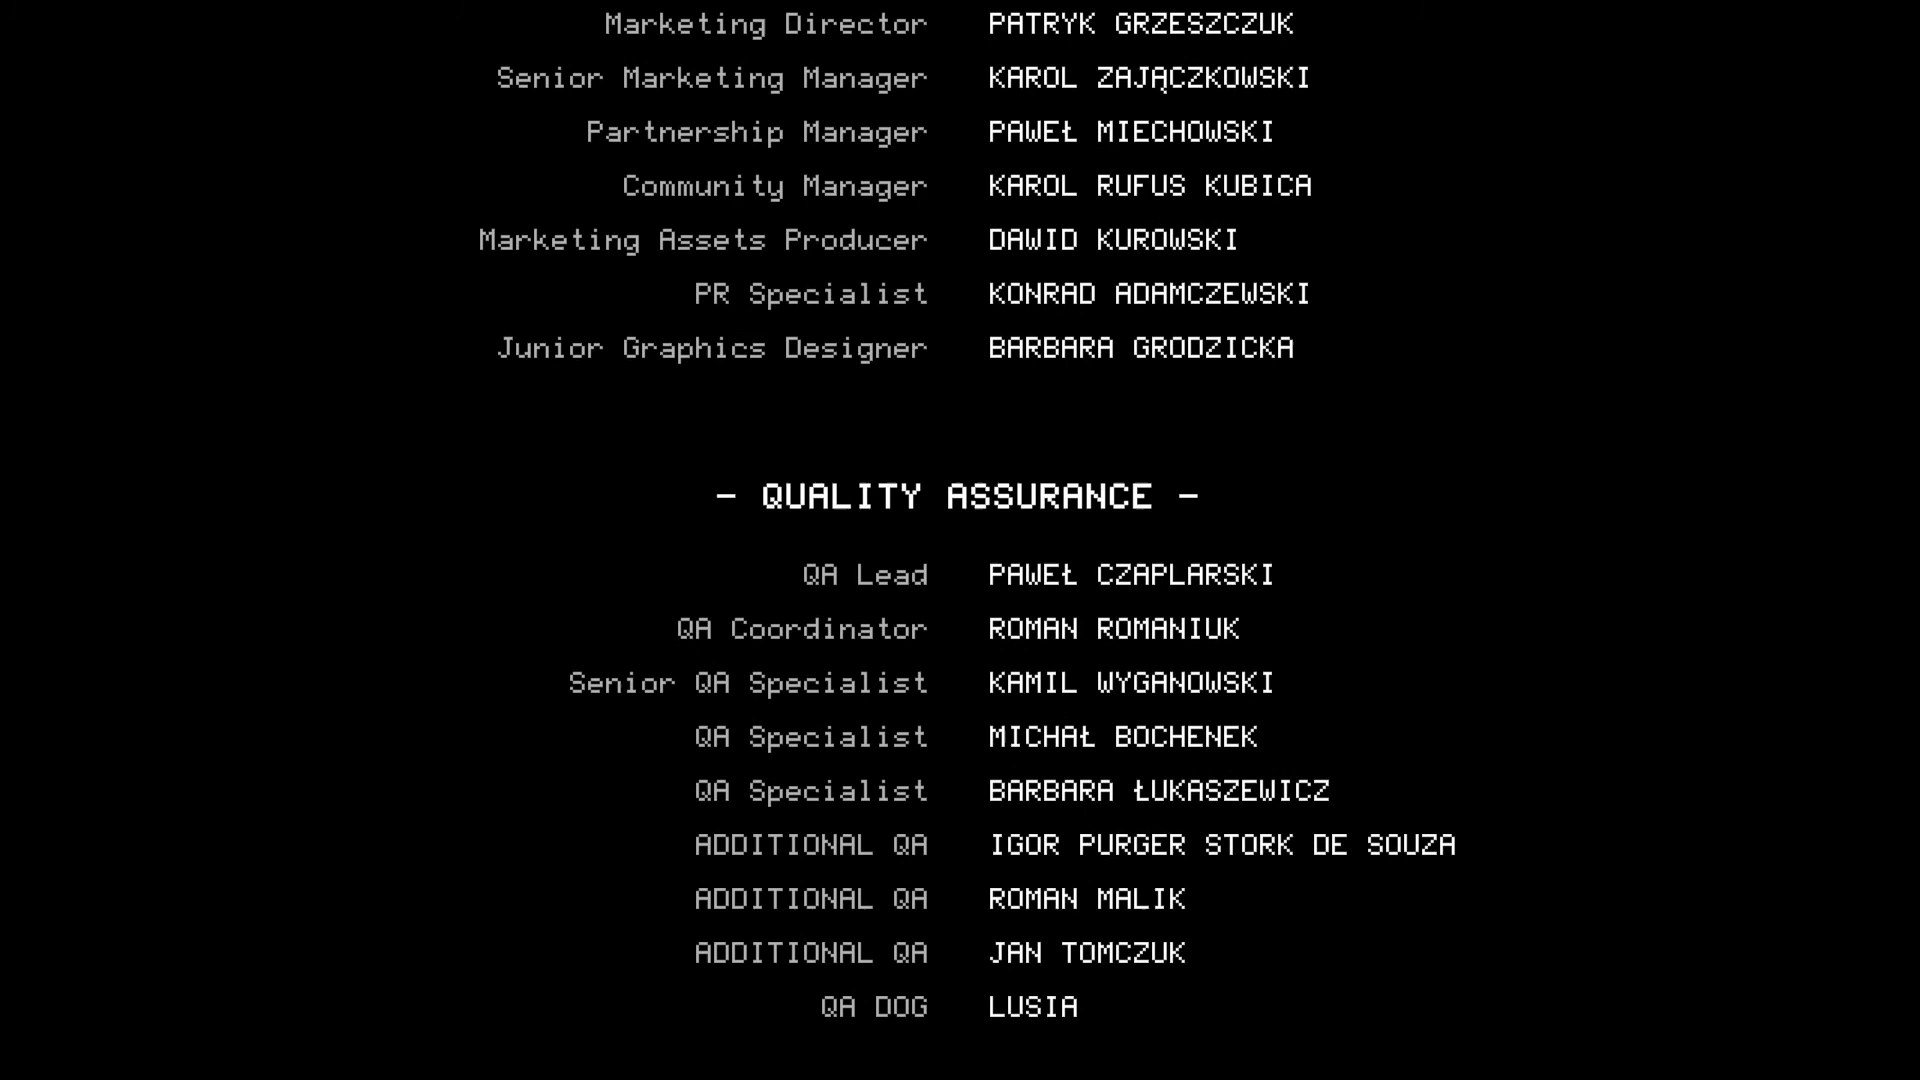 Marketing Director PATRYK GRZESZCZUK
Senior Marketing Manager KAROL ZAJĄCZKOWSKI
Partnership Manager PAWEŁ MIECHOWSKI
Community Manager KAROL RUFUS KUBICA
Marketing Assets Producer DAWID KUROWSKI
PR Specialist KONRAD ADAMCZEWSKI
Junior Graphics Designer BARBARA GRODZICKA
- QUALITY ASSURANCE -
QA Lead PAWEŁ CZAPLARSKI
QA Coordinator ROMAN ROMANIUK
Senior QA Specialist KAMIL WYGANOWSKI
QA Specialist MICHAŁ BOCHENEK
QA Specialist BARBARA ŁUKASZEWICZ
ADDITIONAL QA IGOR PURGER STORK DE SOUZA
ADDITIONAL QA ROMAN MALIK
ADDITIONAL QA JAN TOMCZUK
QA DOG LUSIA